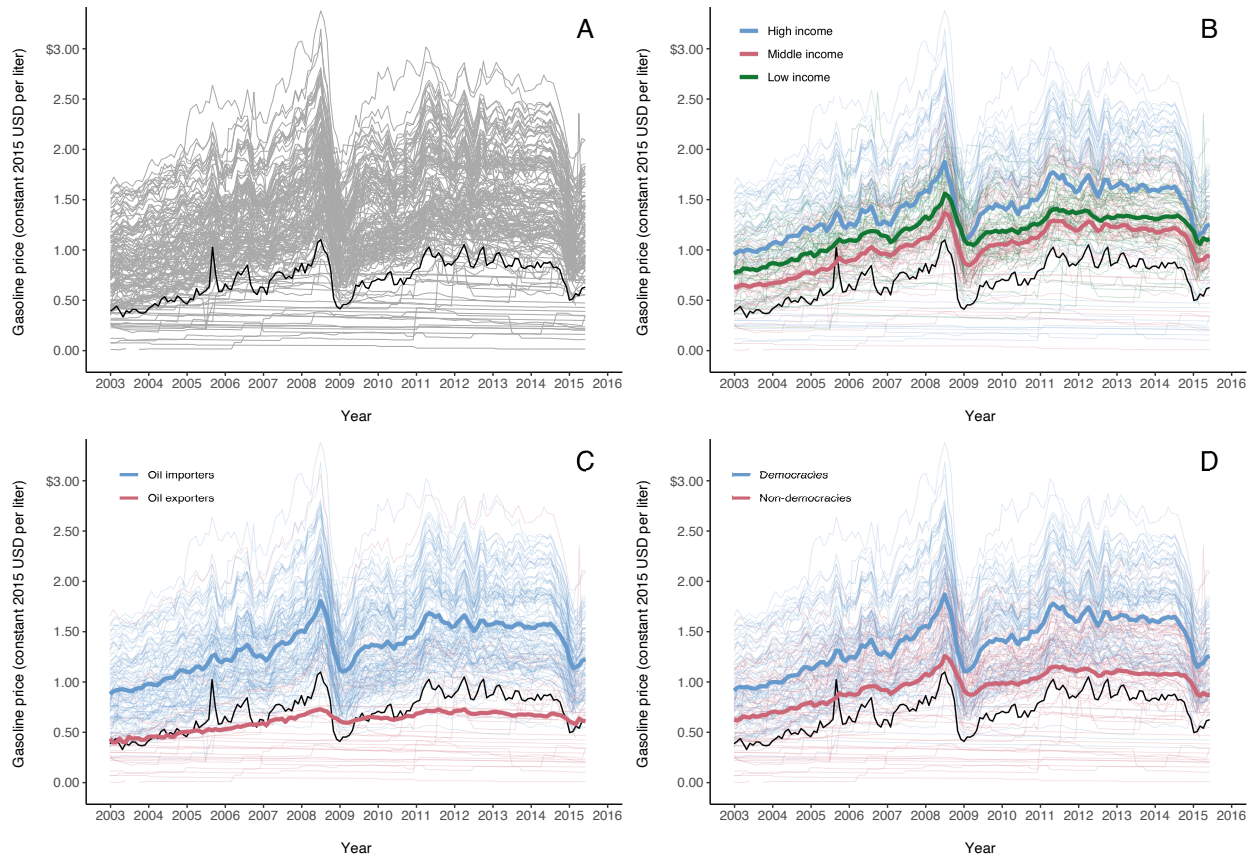 A
Gasoline price (constant 2015 USD per liter)
$3.00
2.50
2.00
1.50
1.00
0.50
0.00
2003 2004 2005 2006 2007 2008 2009 2010 2011 2012 2013 2014 2015 2016
Year
B
High income
Middle income
Low income
Gasoline price (constant 2015 USD per liter)
$3.00
2.50
2.00
1.50
1.00
0.50
0.00
2003 2004 2005 2006 2007 2008 2009 2010 2011 2012 2013 2014 2015 2016
Year
C
Oil importers
Oil exporters
Gasoline price (constant 2015 USD per liter)
$3.00
2.50
2.00
1.50
1.00
0.50
0.00
2003 2004 2005 2006 2007 2008 2009 2010 2011 2012 2013 2014 2015 2016
Year
D
Democracies
Non-democracies
Gasoline price (constant 2015 USD per liter)
$3.00
2.50
2.00
1.50
1.00
0.50
0.00
2003 2004 2005 2006 2007 2008 2009 2010 2011 2012 2013 2014 2015 2016
Year